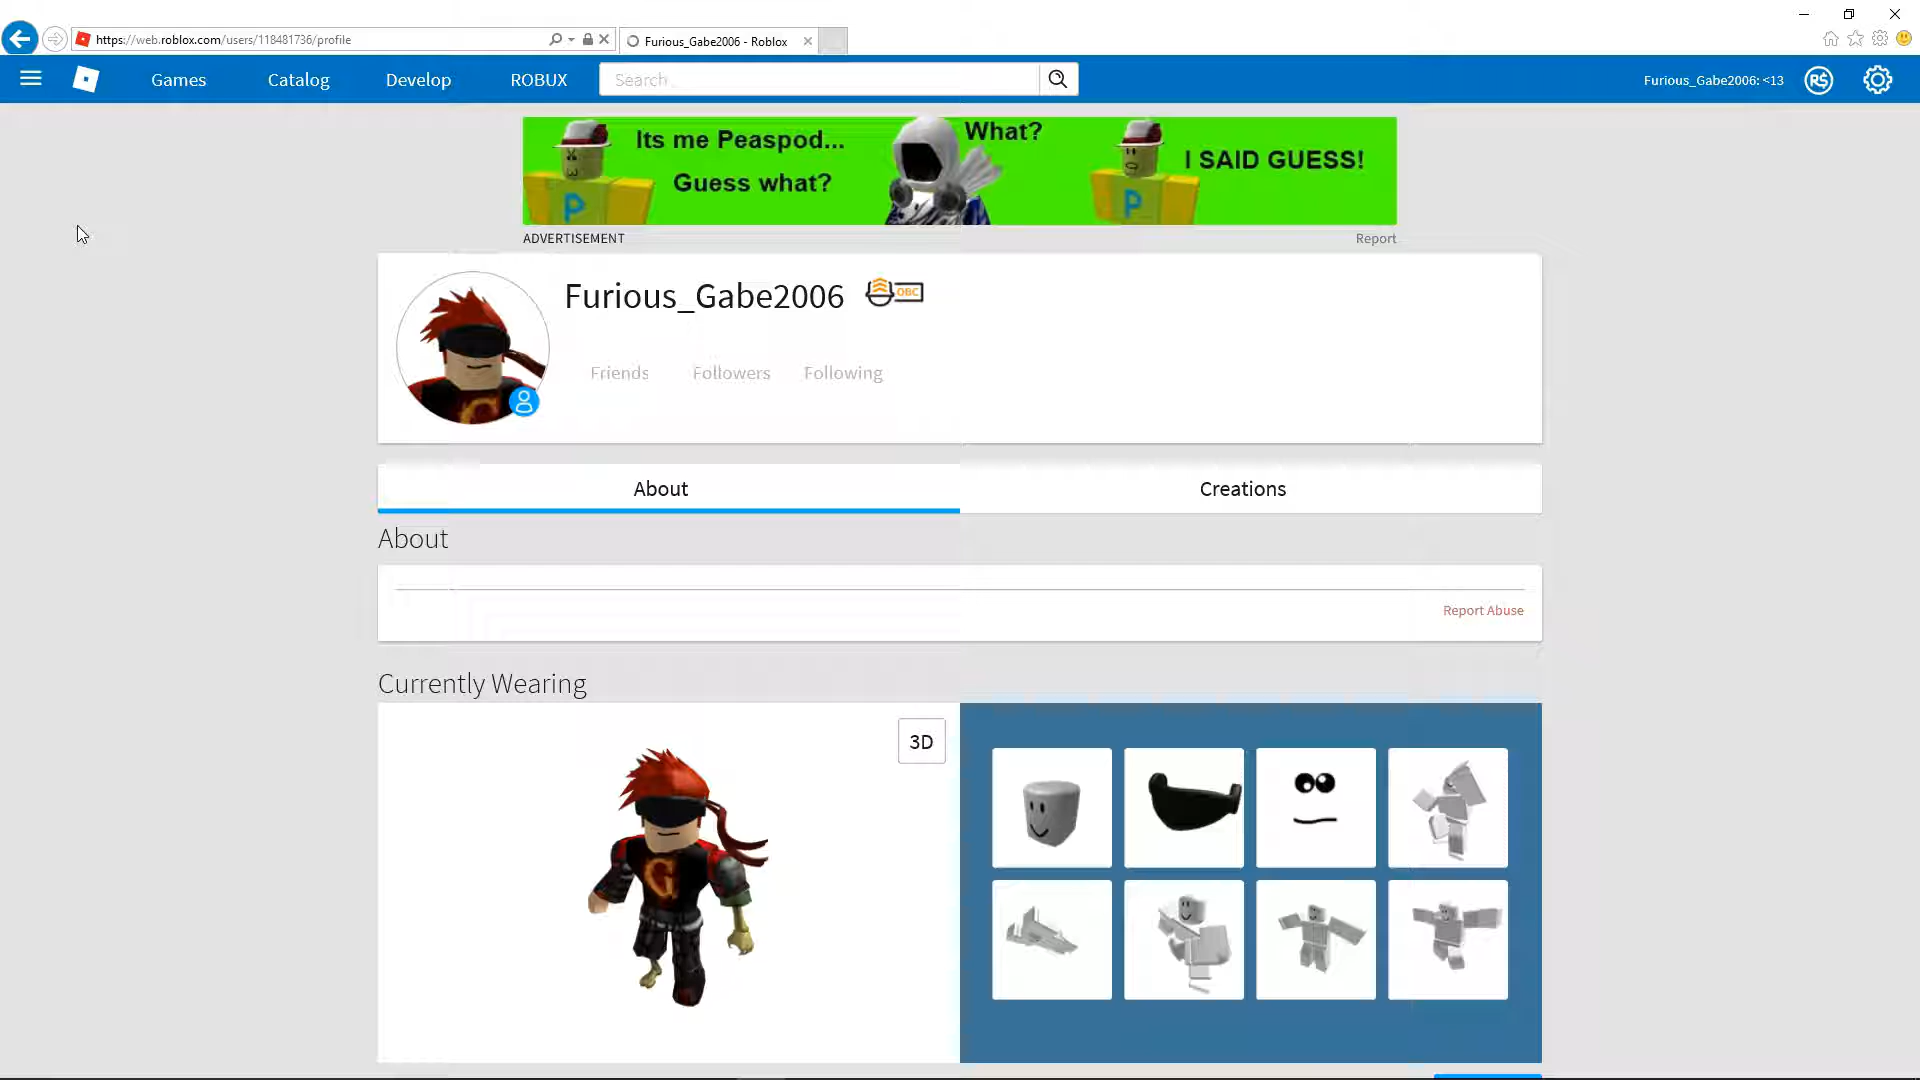 https://web.roblox.com/users/118481736/profile
Furious_Gabe2006 - Roblox
Games
Catalog
Develop
ROBUX
Search
Furious_Gabe2006: <13
R$
Its me Peaspod...
Guess what?
What?
I SAID GUESS!
P
P
ADVERTISEMENT
Report
Furious_Gabe2006
OBC
Friends
Followers
Following
About
Creations
About
Report Abuse
Currently Wearing
3D
G